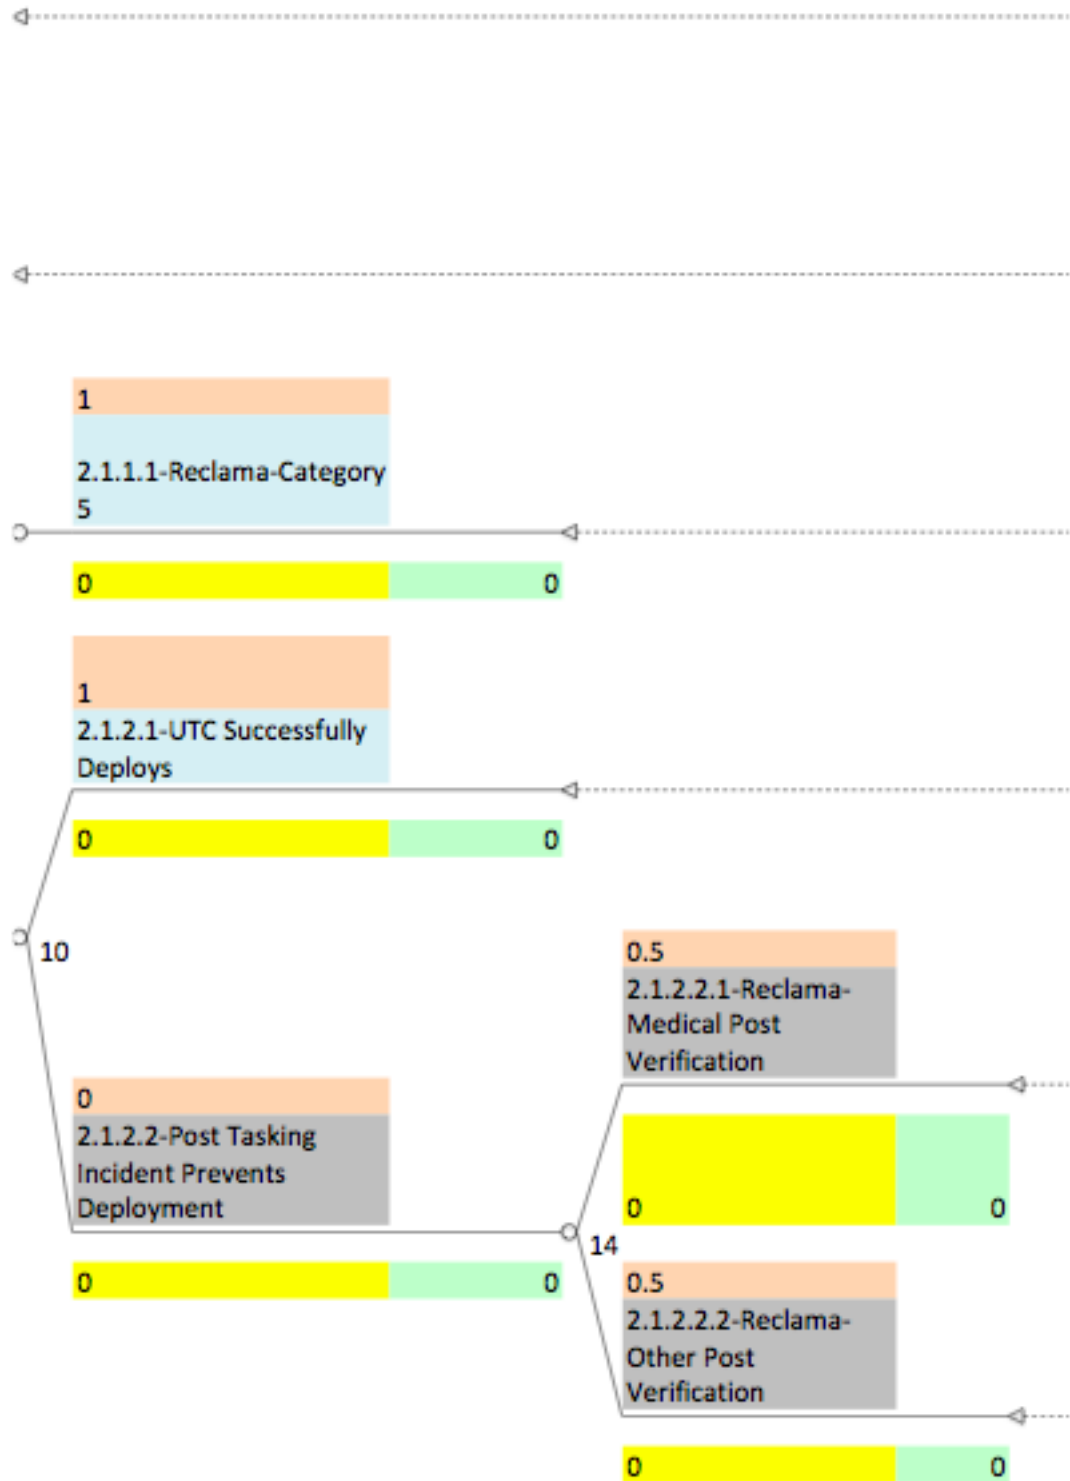 1
2.1.1.1-Reclama-Category
5
0 0
1
2.1.2.1-UTC Successfully
Deploys
0 0
10
0
2.1.2.2-Post Tasking
Incident Prevents
Deployment
0 0
14
0.5
2.1.2.2.1-Reclama-
Medical Post
Verification
0 0
0.5
2.1.2.2.2-Reclama-
Other Post
Verification
0 0